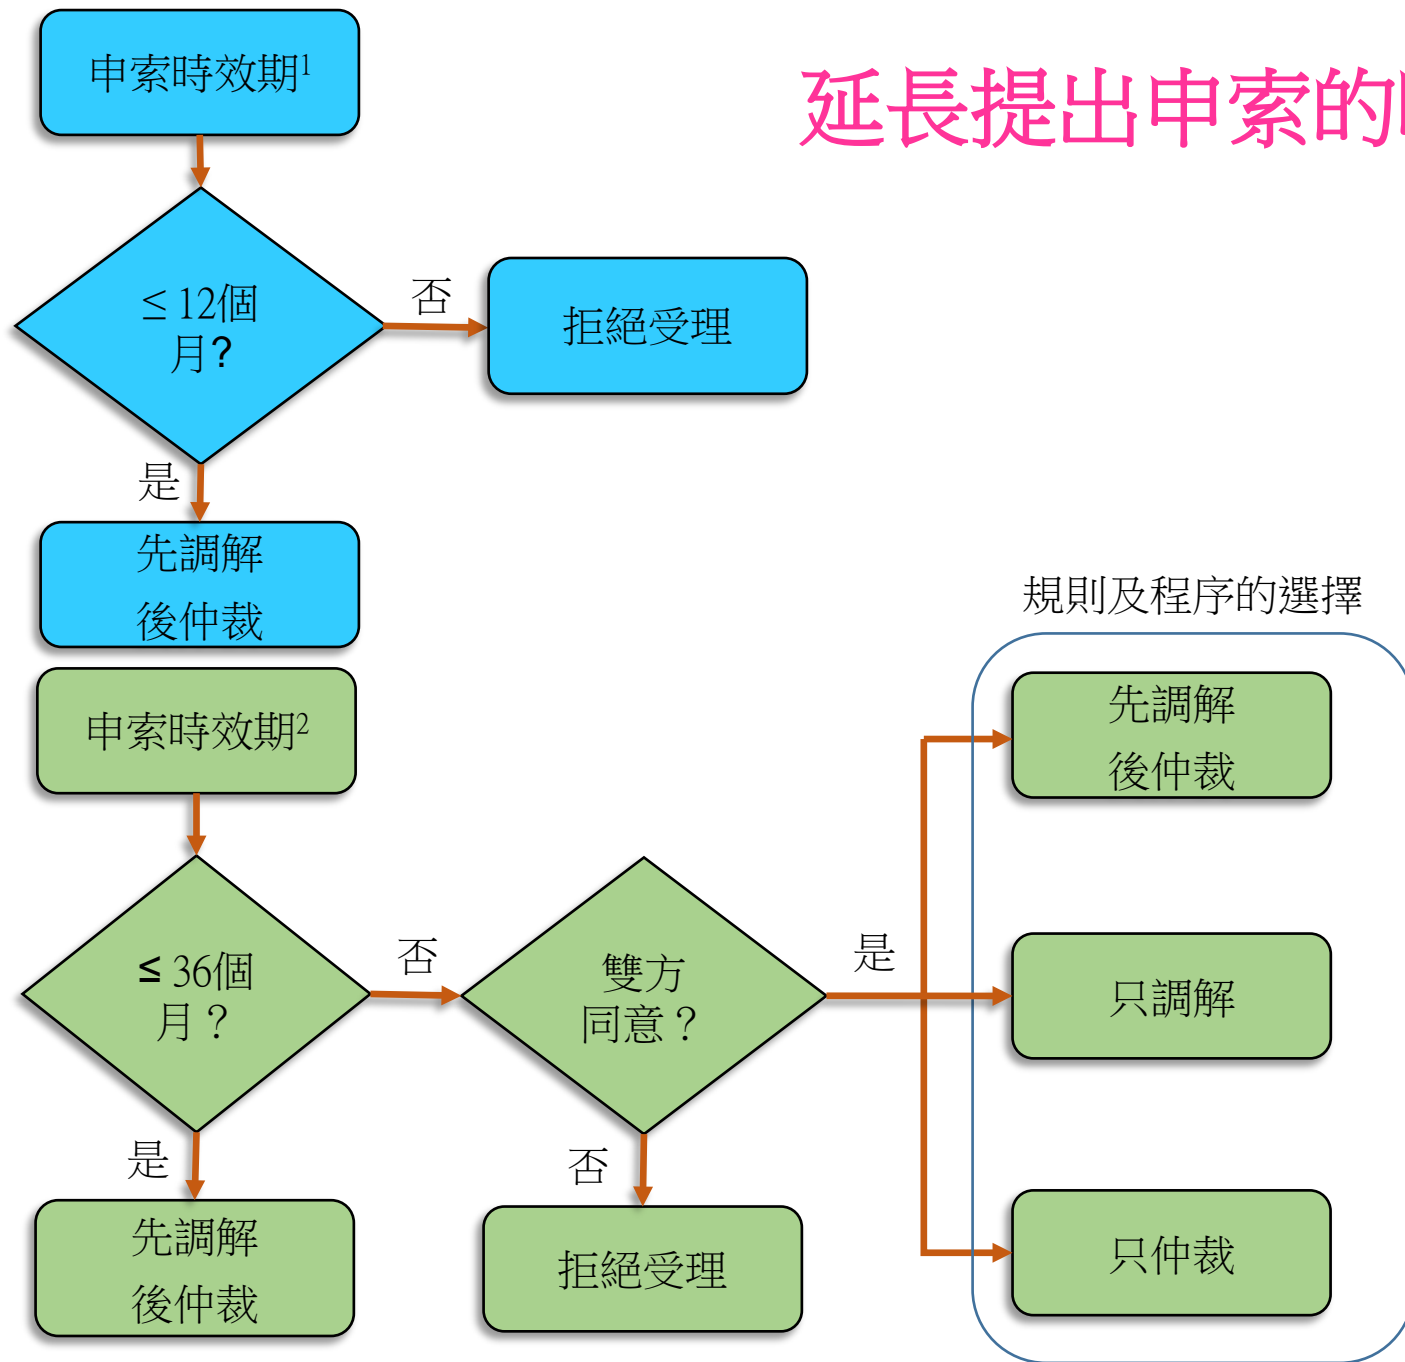 延長提出申索的
申索時效期¹
≤ 12個
月?
否
拒絕受理
是
先調解
後仲裁
規則及程序的選擇
申索時效期²
≤ 36個
月？
否
雙方
同意？
是
先調解
後仲裁
只調解
只仲裁
是
先調解
後仲裁
否
拒絕受理